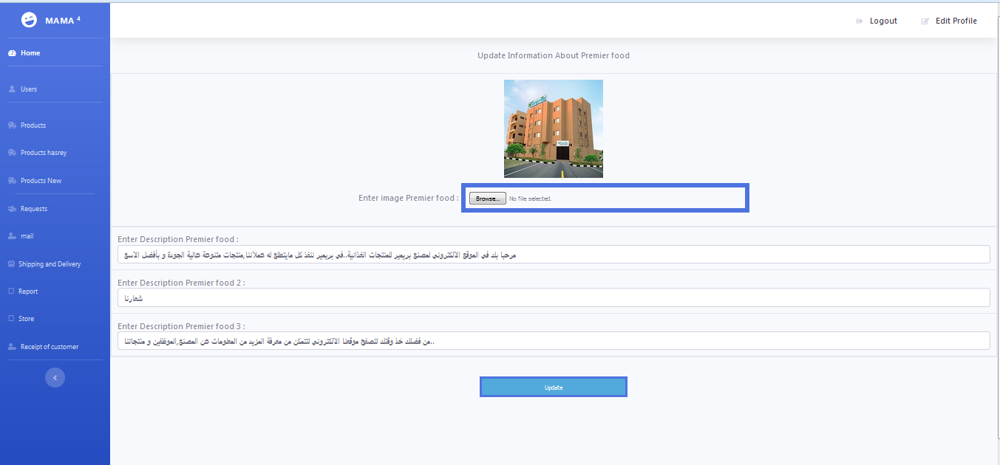 MAMA 4
Logout
Edit Profile
Home
Users
Products
Products hasrey
Products New
Requests
mail
Shipping and Delivery
Report
Store
Receipt of customer
Update Information About Premier food
Enter image Premier food :
Browse... No file selected.
Enter Description Premier food :
مرحبا بك في الموقع الالكتروني لمصنع بريمير للمنتجات الغذائية..في بريمير ننفذ كل مايتطلع له عملائنا,منتجات متنوعة عالية الجودة و بأفضل الاسع
Enter Description Premier food 2 :
شعارنا
Enter Description Premier food 3 :
من فضلك خذ وقتك لتصفح موقعنا الالكتروني لتتمكن من معرفة المزيد من المعلومات عن المصنع,الموظفين و منتجاتنا..
Update